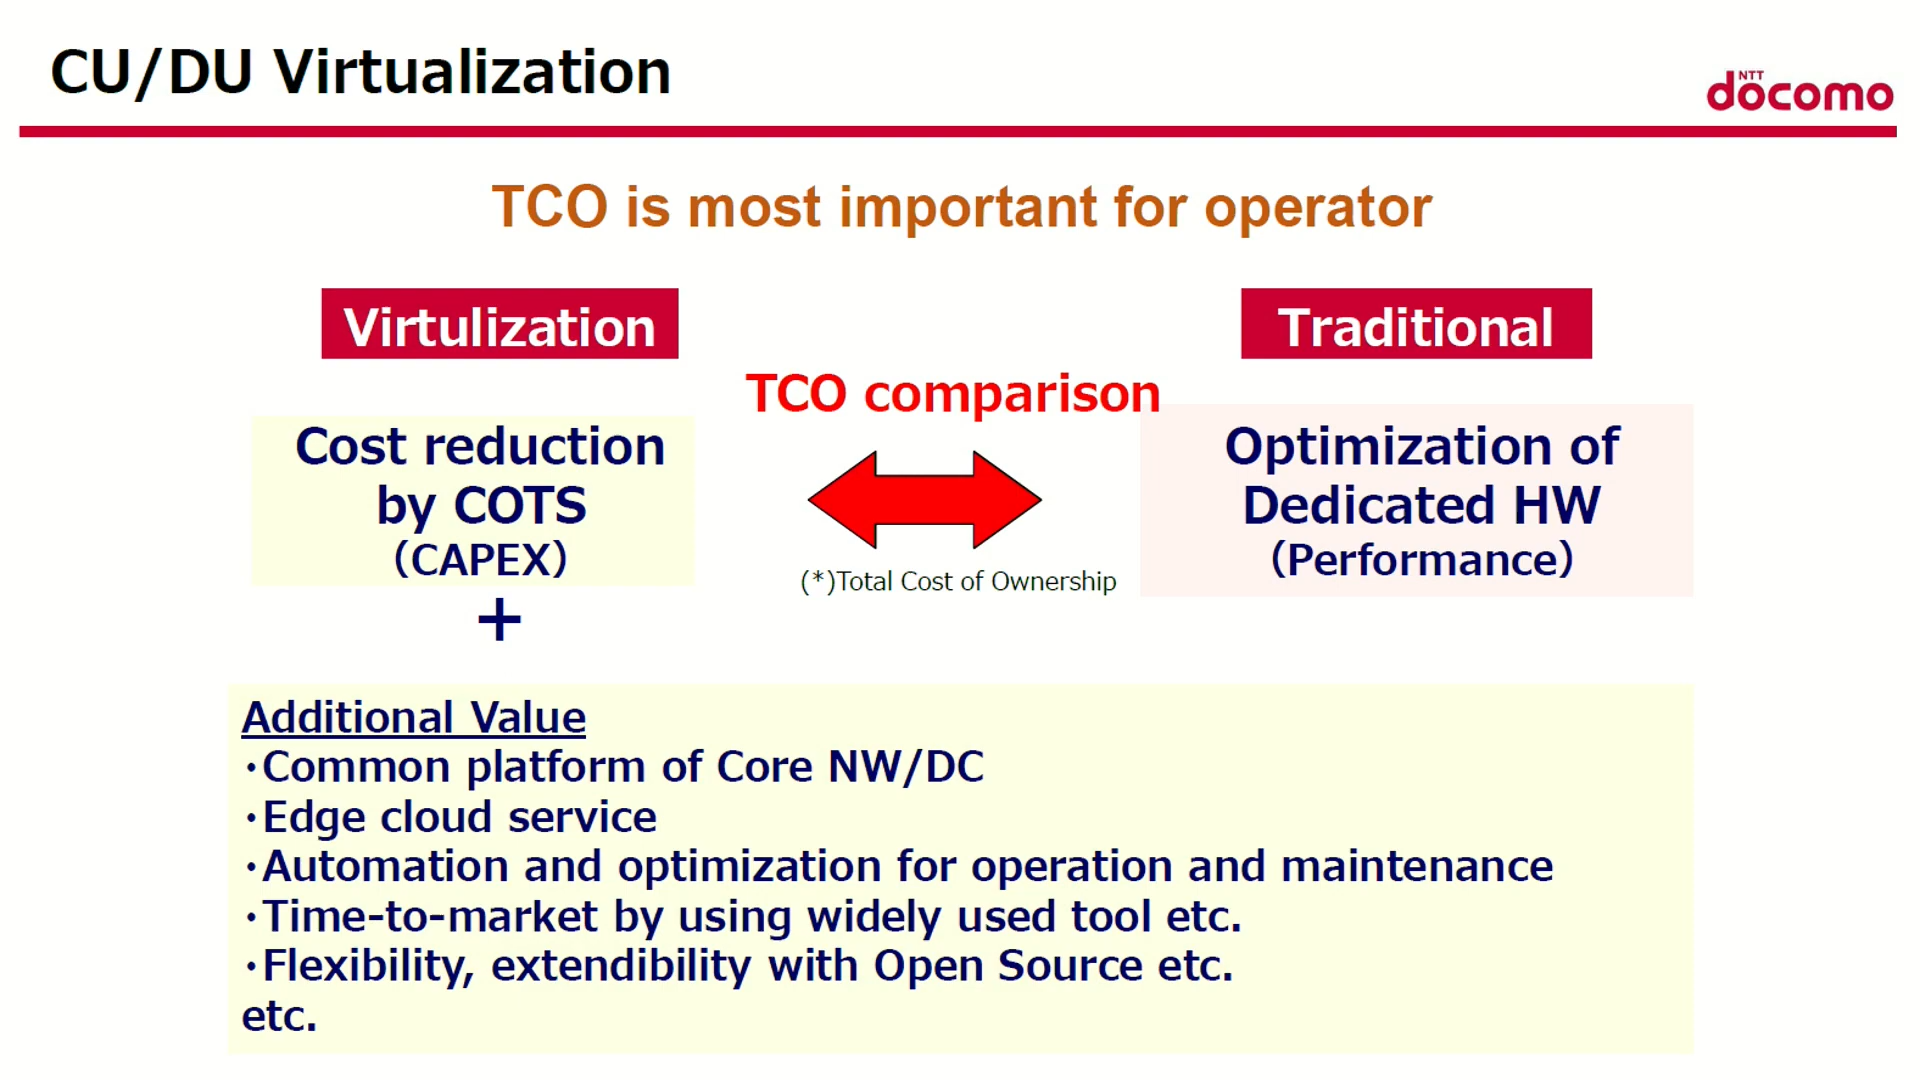 CU/DU Virtualization
NTT
docomo
TCO is most important for operator
Virtulization
Traditional
TCO comparison
Cost reduction
by COTS
(CAPEX)
Optimization of
Dedicated HW
(Performance)
(*)Total Cost of Ownership
+
Additional Value
・Common platform of Core NW/DC
・Edge cloud service
・Automation and optimization for operation and maintenance
・Time-to-market by using widely used tool etc.
・Flexibility, extendibility with Open Source etc.
etc.